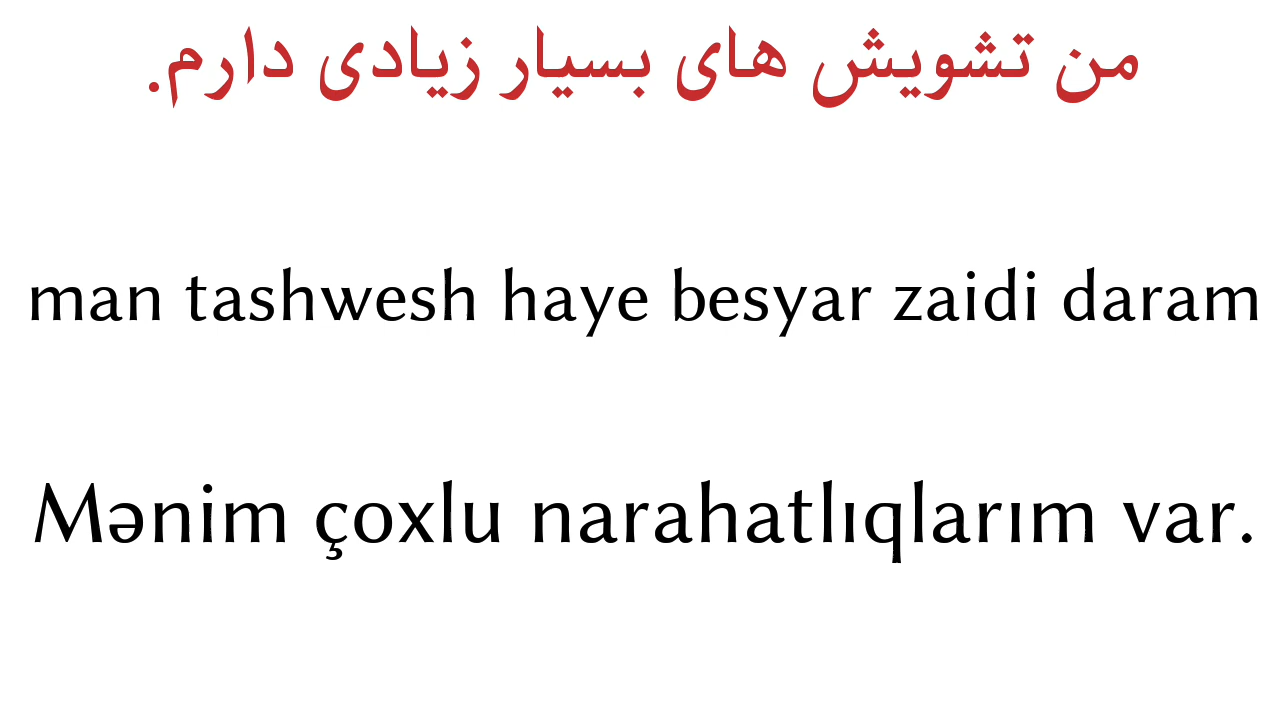 من تشویش های بسیار زیادی دارم.
man tashwesh haye besyar zaidi daram
Mənim çoxlu narahatlıqlarım var.